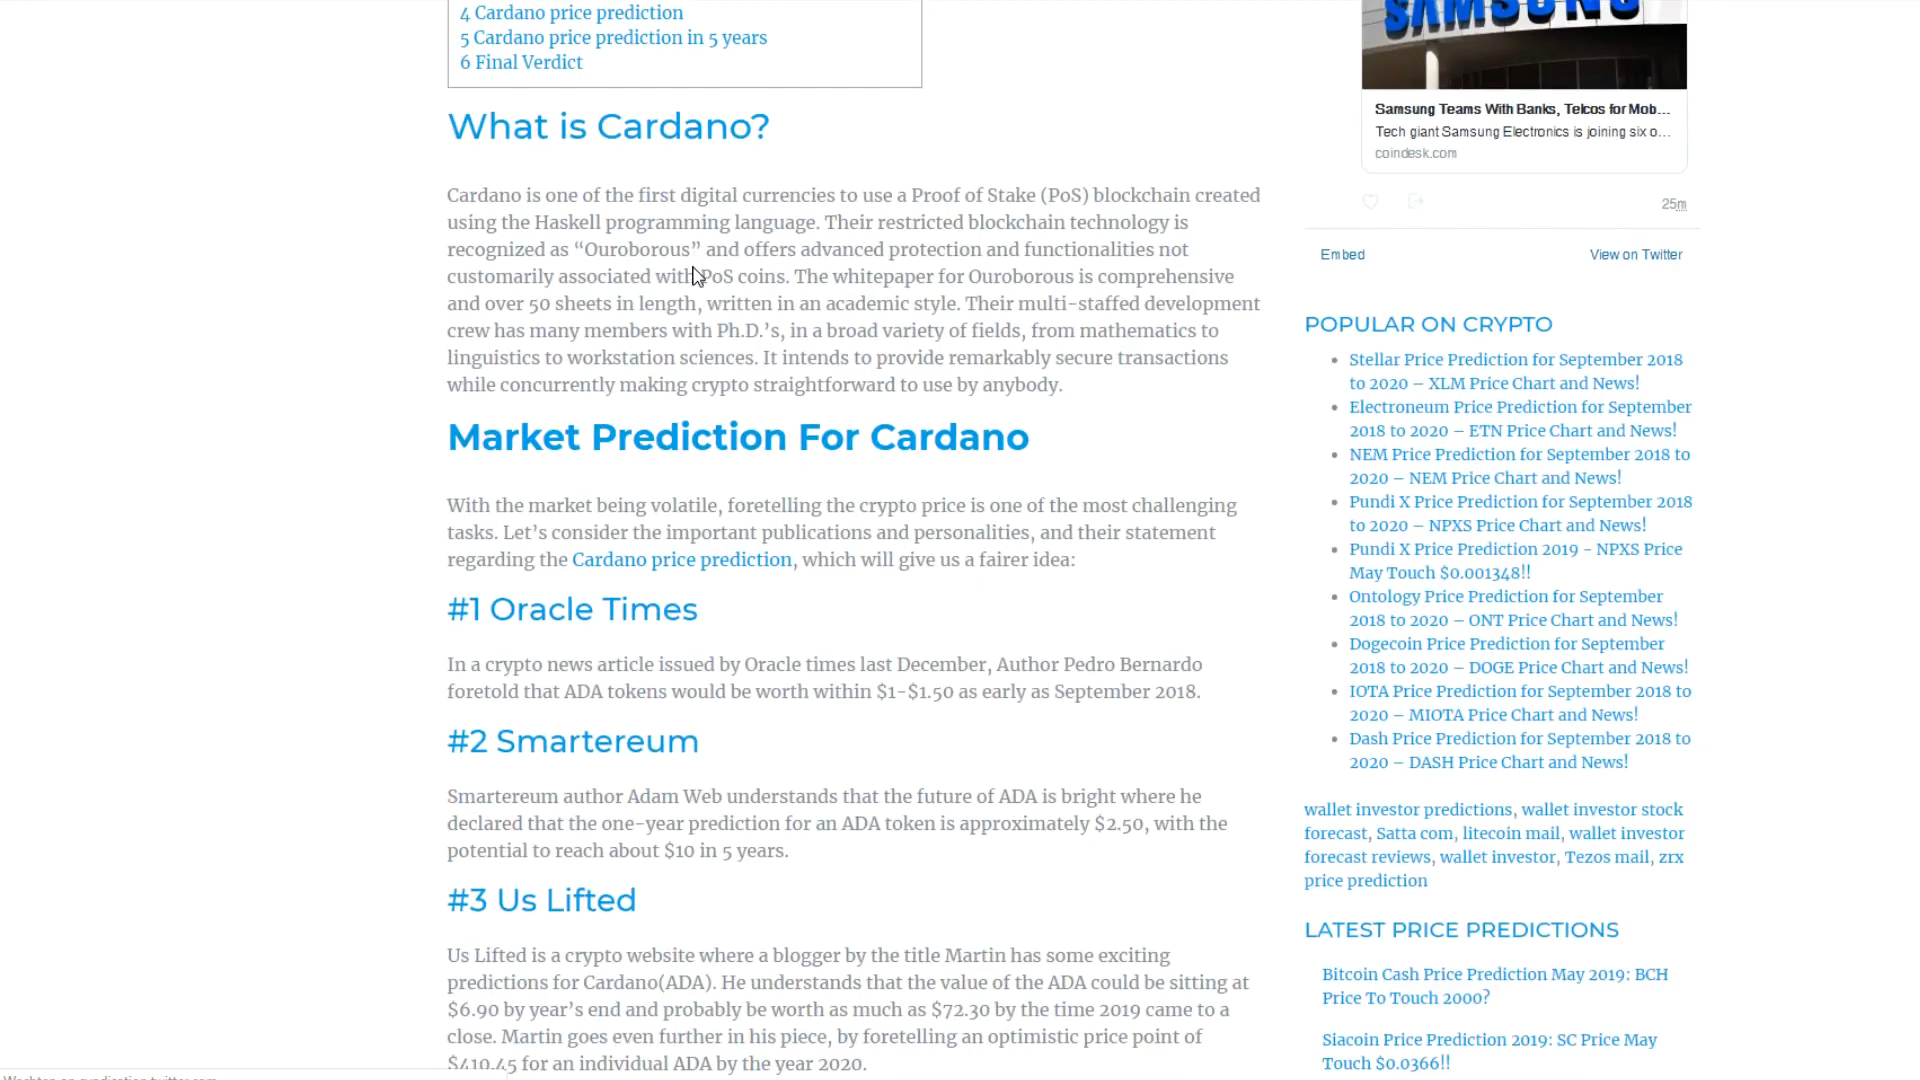 4 Cardano price prediction
5 Cardano price prediction in 5 years
6 Final Verdict
What is Cardano?
Cardano is one of the first digital currencies to use a Proof of Stake (PoS) blockchain created
using the Haskell programming language. Their restricted blockchain technology is
recognized as “Ouroborous” and offers advanced protection and functionalities not
customarily associated with PoS coins. The whitepaper for Ouroborous is comprehensive
and over 50 sheets in length, written in an academic style. Their multi-staffed development
crew has many members with Ph.D.’s, in a broad variety of fields, from mathematics to
linguistics to workstation sciences. It intends to provide remarkably secure transactions
while concurrently making crypto straightforward to use by anybody.
Market Prediction For Cardano
With the market being volatile, foretelling the crypto price is one of the most challenging
tasks. Let’s consider the important publications and personalities, and their statement
regarding the Cardano price prediction, which will give us a fairer idea:
#1 Oracle Times
In a crypto news article issued by Oracle times last December, Author Pedro Bernardo
foretold that ADA tokens would be worth within $1-$1.50 as early as September 2018.
#2 Smartereum
Smartereum author Adam Web understands that the future of ADA is bright where he
declared that the one-year prediction for an ADA token is approximately $2.50, with the
potential to reach about $10 in 5 years.
#3 Us Lifted
Us Lifted is a crypto website where a blogger by the title Martin has some exciting
predictions for Cardano(ADA). He understands that the value of the ADA could be sitting at
$6.90 by year’s end and probably be worth as much as $72.30 by the time 2019 came to a
close. Martin goes even further in his piece, by foretelling an optimistic price point of
$410.45 for an individual ADA by the year 2020.
SAMSUNG
Samsung Teams With Banks, Telcos for Mob…
Tech giant Samsung Electronics is joining six o…
coindesk.com
25m
Embed
View on Twitter
POPULAR ON CRYPTO
Stellar Price Prediction for September 2018
to 2020 – XLM Price Chart and News!
Electroneum Price Prediction for September
2018 to 2020 – ETN Price Chart and News!
NEM Price Prediction for September 2018 to
2020 – NEM Price Chart and News!
Pundi X Price Prediction for September 2018
to 2020 – NPXS Price Chart and News!
Pundi X Price Prediction 2019 - NPXS Price
May Touch $0.001348!!
Ontology Price Prediction for September
2018 to 2020 – ONT Price Chart and News!
Dogecoin Price Prediction for September
2018 to 2020 – DOGE Price Chart and News!
IOTA Price Prediction for September 2018 to
2020 – MIOTA Price Chart and News!
Dash Price Prediction for September 2018 to
2020 – DASH Price Chart and News!
wallet investor predictions, wallet investor stock
forecast, Satta com, litecoin mail, wallet investor
forecast reviews, wallet investor, Tezos mail, zrx
price prediction
LATEST PRICE PREDICTIONS
Bitcoin Cash Price Prediction May 2019: BCH
Price To Touch 2000?
Siacoin Price Prediction 2019: SC Price May
Touch $0.0366!!